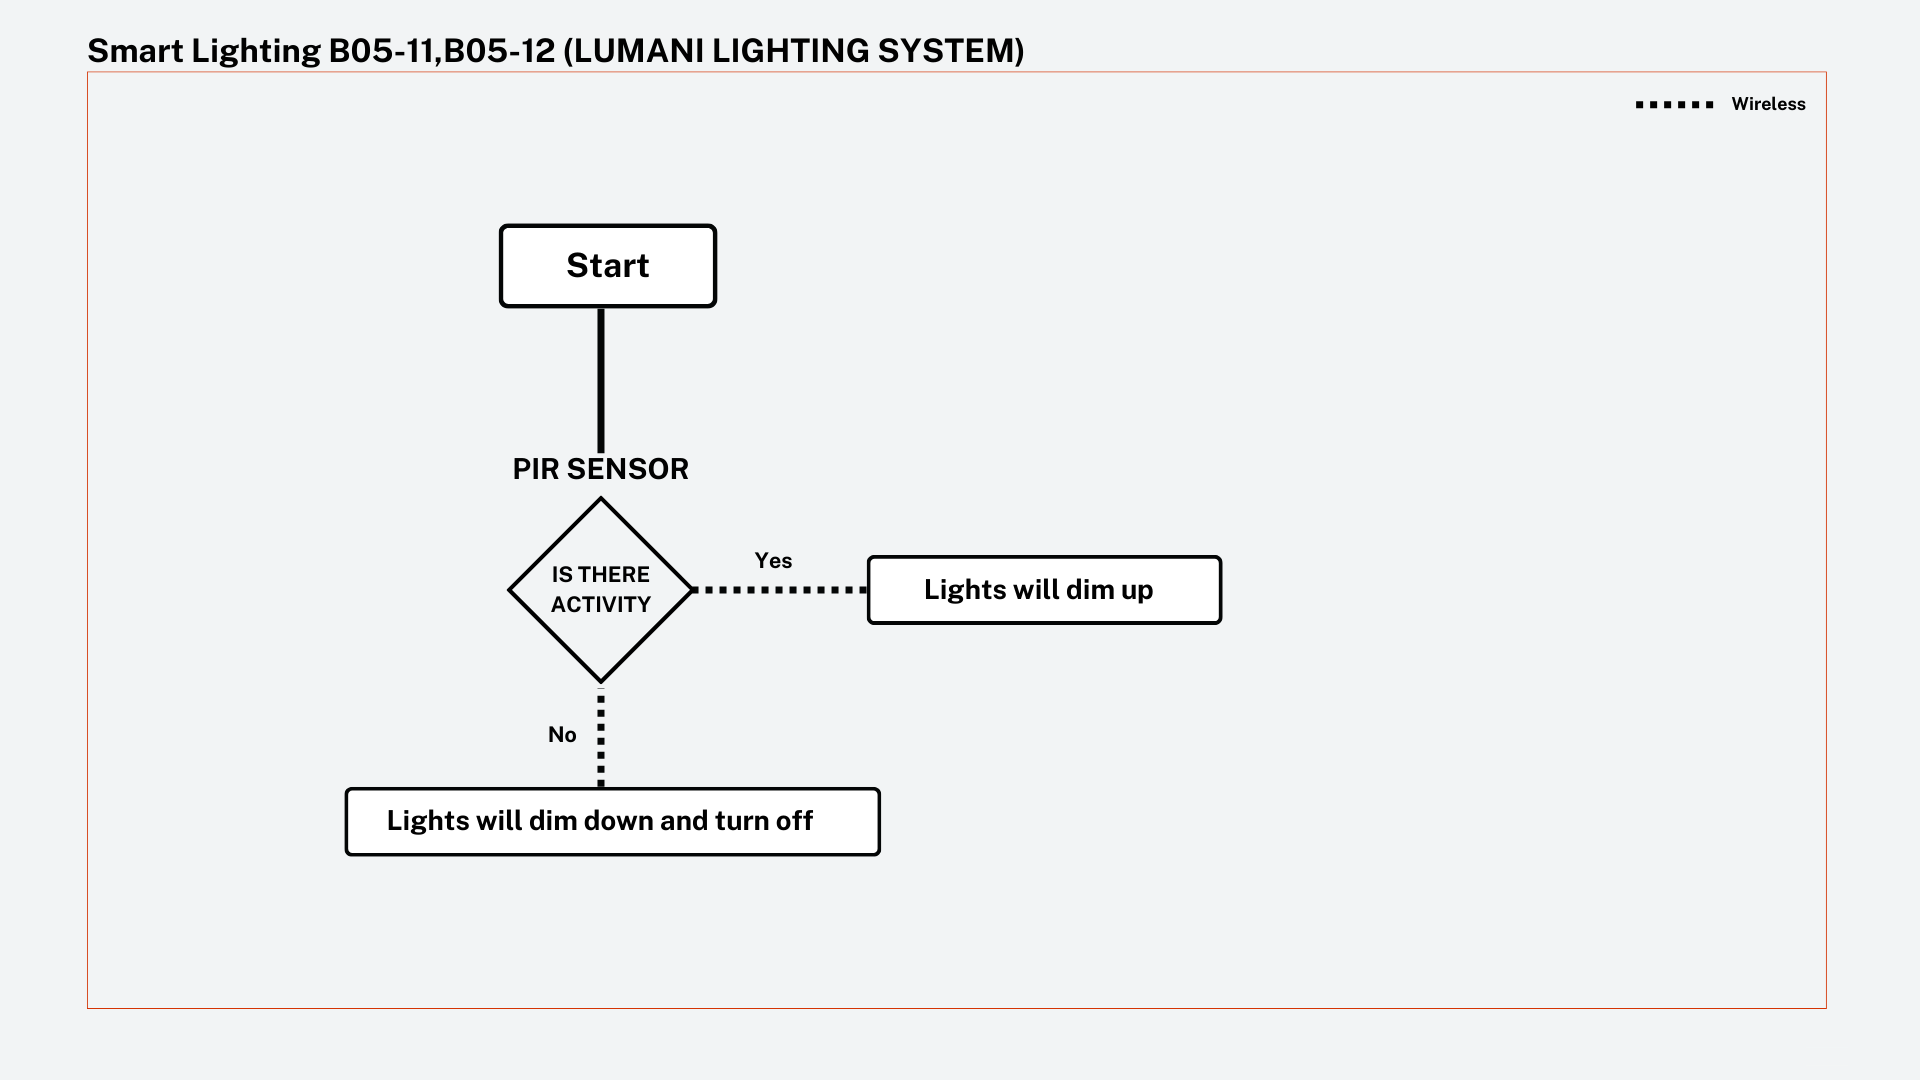 Smart Lighting B05-11,B05-12 (LUMANI LIGHTING SYSTEM)
Wireless
Start
PIR SENSOR
IS THERE
ACTIVITY
Yes
Lights will dim up
No
Lights will dim down and turn off